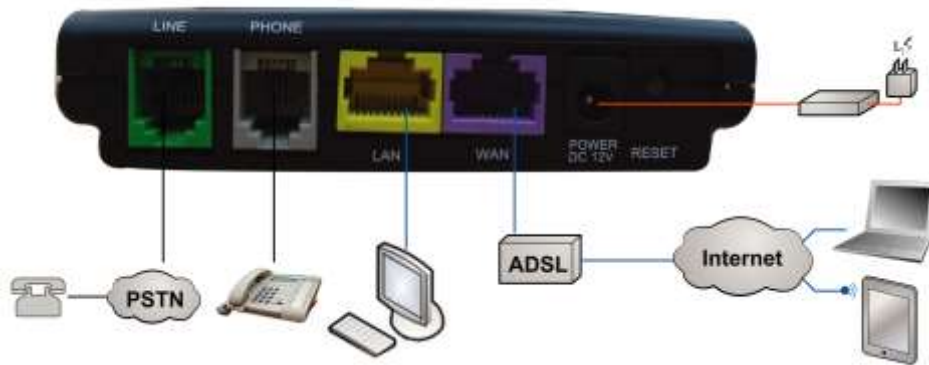 LINE
PHONE
LAN
WAN
POWER
DC 12V
RESET
PSTN
ADSL
Internet